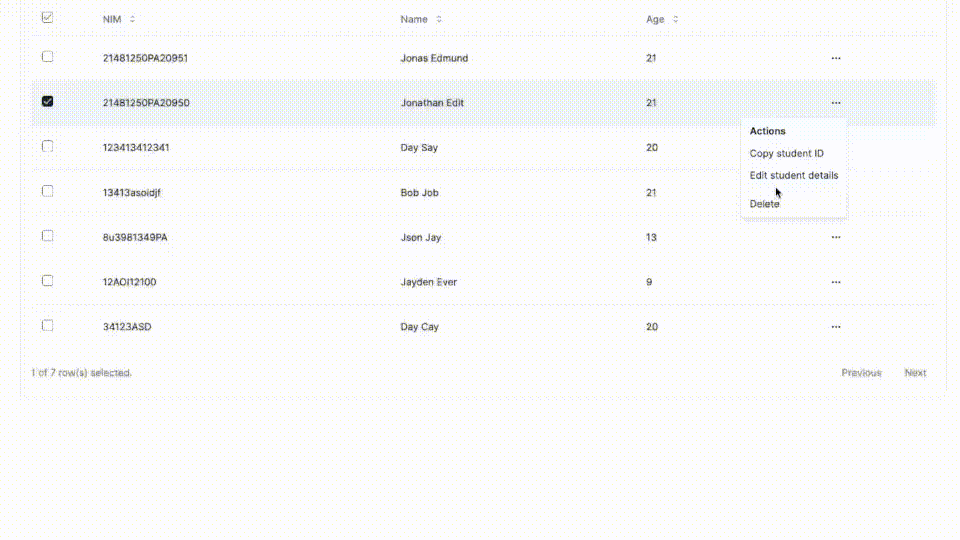 NIM Name Age
21481250PA20951 Jonas Edmund 21 ...
21481250PA20950 Jonathan Edit 21 ...
Actions
123413412341 Day Say 20
Copy student ID
Edit student details
13413asoidjf Bob Job 21
Delete
8u3981349PA Json Jay 13 ...
12AOI12100 Jayden Ever 9 ...
34123ASD Day Cay 20 ...
1 of 7 row(s) selected. Previous Next